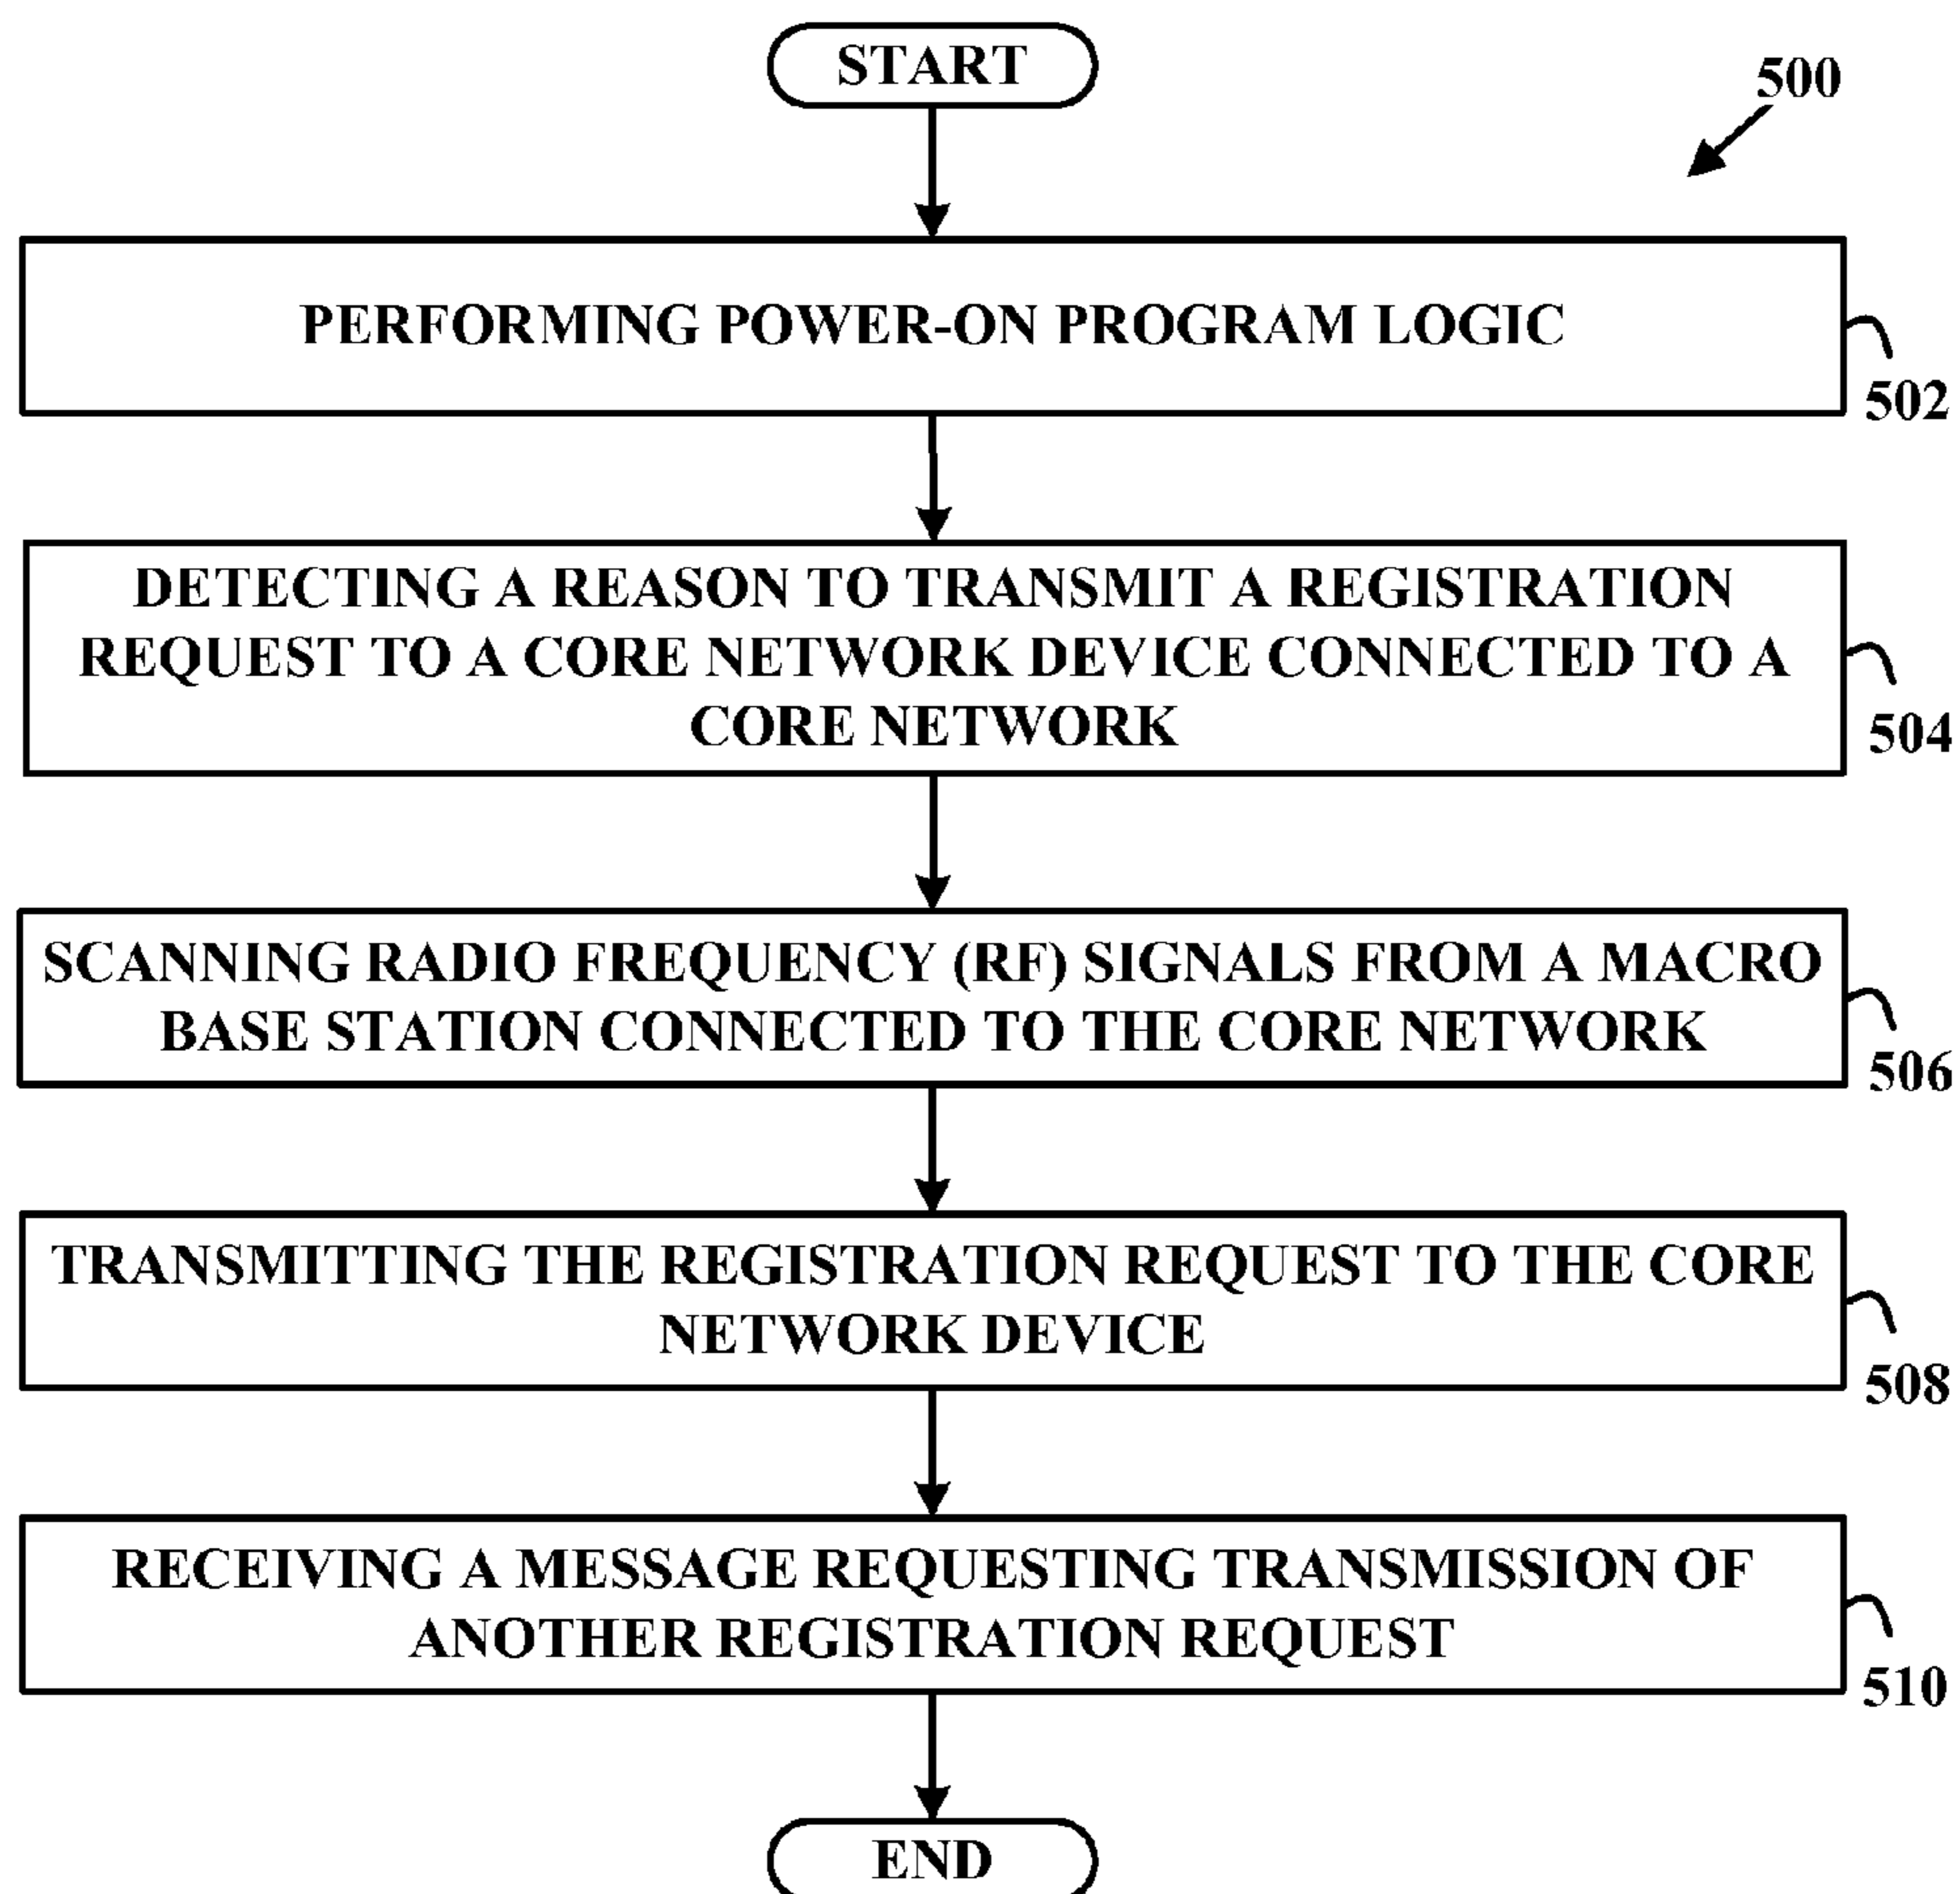 START
500
PERFORMING POWER-ON PROGRAM LOGIC
502
DETECTING A REASON TO TRANSMIT A REGISTRATION
REQUEST TO A CORE NETWORK DEVICE CONNECTED TO A
CORE NETWORK
504
SCANNING RADIO FREQUENCY (RF) SIGNALS FROM A MACRO
BASE STATION CONNECTED TO THE CORE NETWORK
506
TRANSMITTING THE REGISTRATION REQUEST TO THE CORE
NETWORK DEVICE
508
RECEIVING A MESSAGE REQUESTING TRANSMISSION OF
ANOTHER REGISTRATION REQUEST
510
END